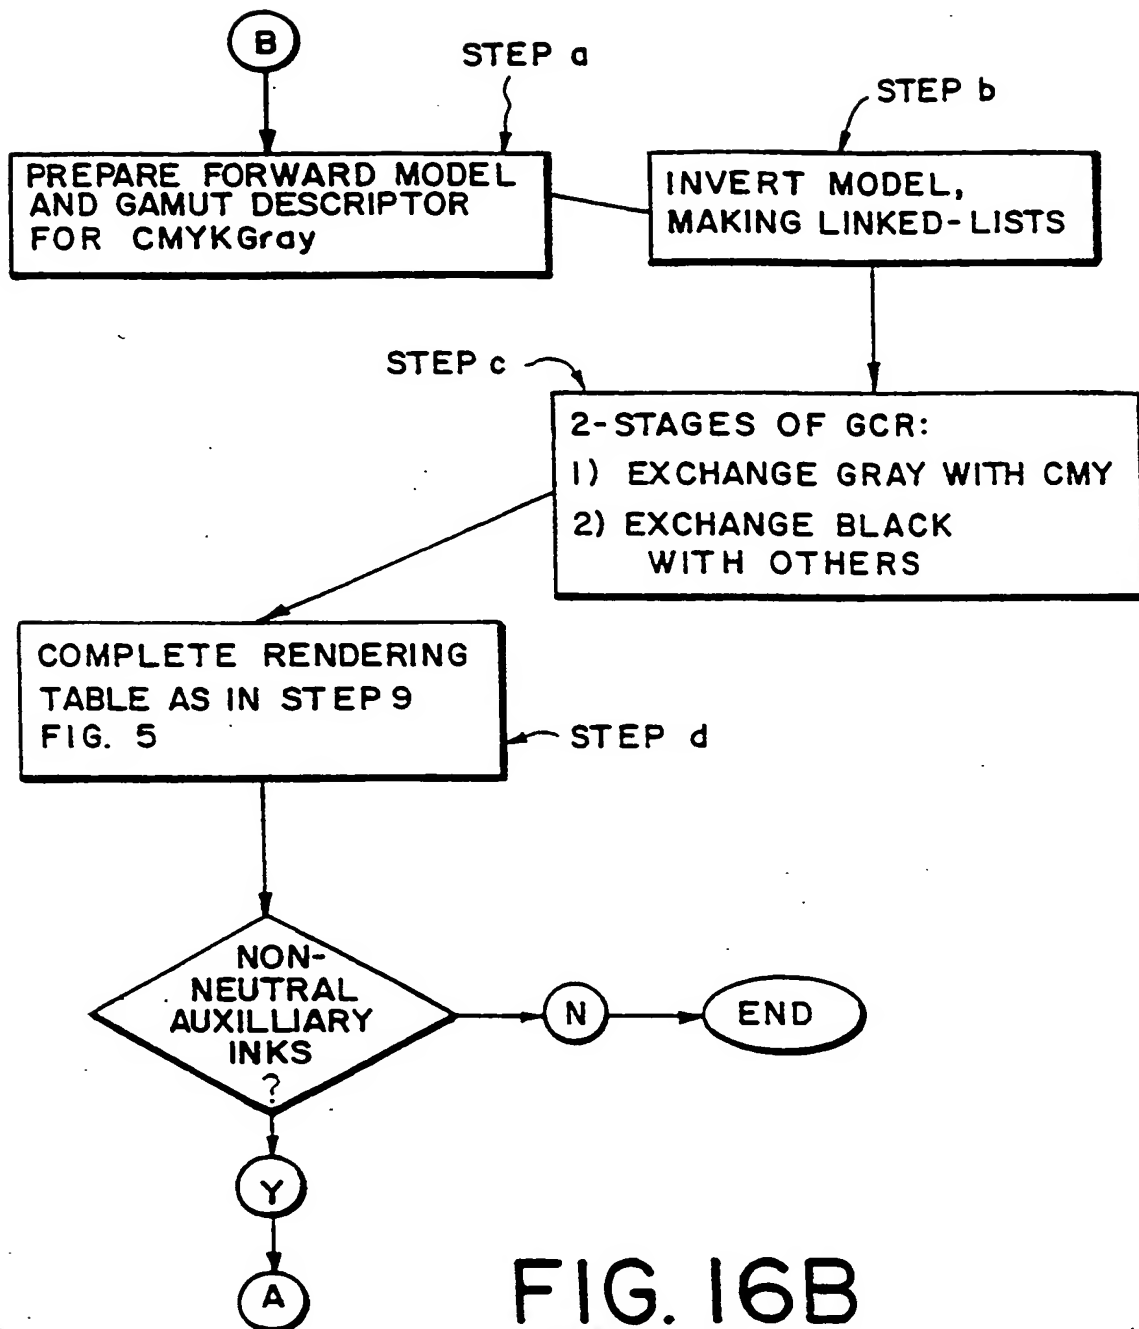 B
STEP a
STEP b
PREPARE FORWARD MODEL
AND GAMUT DESCRIPTOR
FOR CMYKGray
INVERT MODEL,
MAKING LINKED-LISTS
STEP c
2-STAGES OF GCR:
1) EXCHANGE GRAY WITH CMY
2) EXCHANGE BLACK
WITH OTHERS
COMPLETE RENDERING
TABLE AS IN STEP 9
FIG. 5
STEP d
NON-
NEUTRAL
AUXILLIARY
INKS
?
N
END
Y
A
FIG. 16B